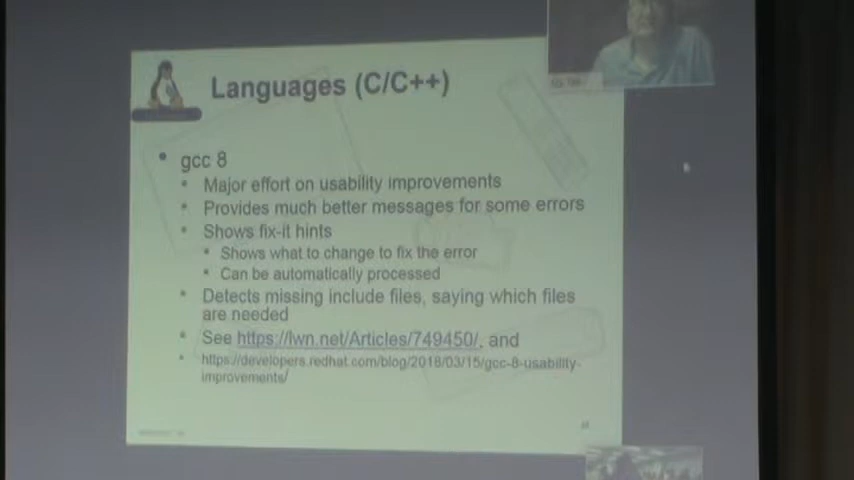 Languages (C/C++)
gcc 8
Major effort on usability improvements
Provides much better messages for some errors
Shows fix-it hints
Shows what to change to fix the error
Can be automatically processed
Detects missing include files, saying which files
are needed
See https://lwn.net/Articles/749450/, and
https://developers.redhat.com/blog/2018/03/15/gcc-8-usability-
improvements/